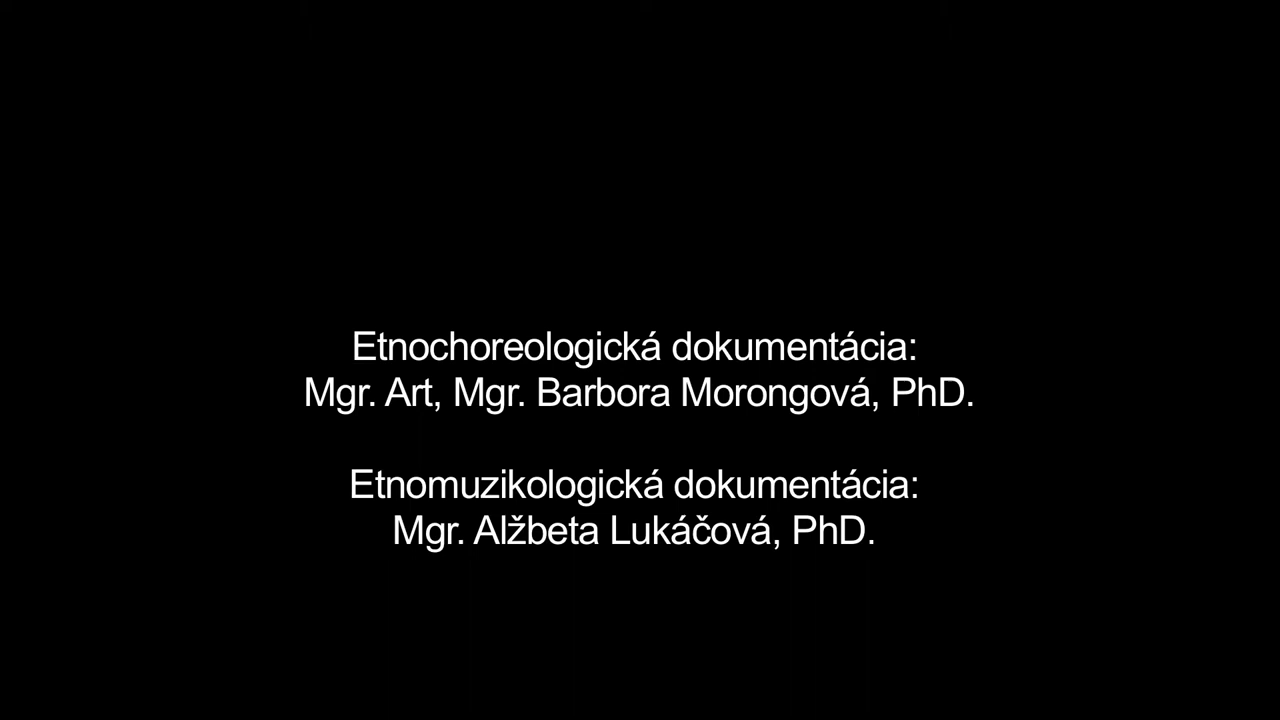 Etnochoreologická dokumentácia:
Mgr. Art, Mgr. Barbora Morongová, PhD.
Etnomuzikologická dokumentácia:
Mgr. Alžbeta Lukáčová, PhD.